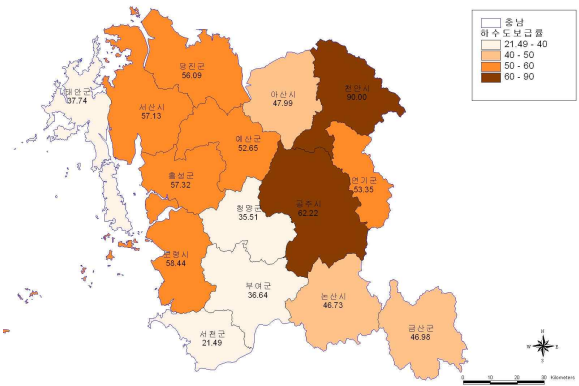 충남
하수도보급률
21.49 - 40
40 - 50
50 - 60
60 - 90
당진군
56.09
태안군
37.74
서산시
57.13
아산시
47.99
천안시
90.00
예산군
52.65
홍성군
57.32
연기군
53.35
공주시
62.22
청양군
35.51
보령시
58.44
부여군
36.64
논산시
46.73
서천군
21.49
금산군
46.98
N
W
E
S
0 10 20 30 Kilometers